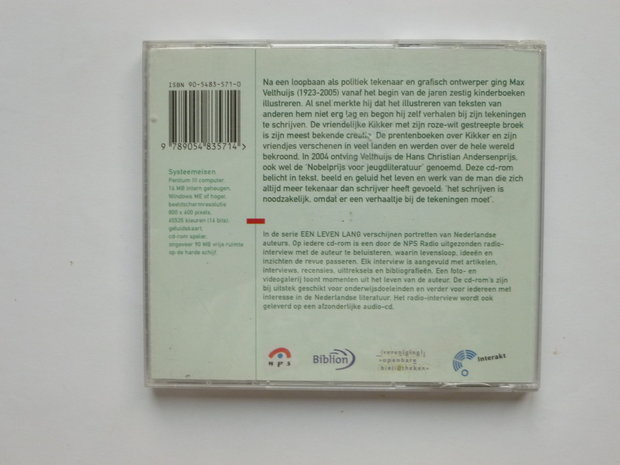 ISBN 90-5483-571-0
9 789054 835714
Systeemeisen
Pentium III computer,
16 MB intern geheugen,
Windows ME of hoger,
beeldschermresolutie
800 x 600 pixels,
65535 kleuren (16 bits),
geluidskaart,
cd-rom speler,
ongeveer 90 MB vrije ruimte
op de harde schijf.
Na een loopbaan als politiek tekenaar en grafisch ontwerper ging Max
Velthuijs (1923-2005) vanaf het begin van de jaren zestig kinderboeken
illustreren. Al snel merkte hij dat het illustreren van teksten van
anderen hem niet erg lag en begon hij zelf verhalen bij zijn tekeningen
te schrijven. De vriendelijke Kikker met zijn roze-wit gestreepte broek
is zijn meest bekende creatie. De prentenboeken over Kikker en zijn
vriendjes verschenen in veel landen en werden over de hele wereld
bekroond. In 2004 ontving Velthuijs de Hans Christian Andersenprijs,
ook wel de 'Nobelprijs voor jeugdliteratuur' genoemd. Deze cd-rom
belicht in tekst, beeld en geluid het leven en werk van de man die zich
altijd meer tekenaar dan schrijver heeft gevoeld. 'het schrijven is
noodzakelijk, omdat er een verhaaltje bij de tekeningen moet'.
In de serie EEN LEVEN LANG verschijnen portretten van Nederlandse
auteurs. Op iedere cd-rom is een door de NPS Radio uitgezonden radio-
interview met de auteur te beluisteren, waarin levensloop, ideeën en
inzichten de revue passeren. Elk interview is aangevuld met artikelen,
interviews, recensies, uittreksels en bibliografieën. Een foto- en
videogalerij toont momenten uit het leven van de auteur. De cd-rom's zijn
bij uitstek geschikt voor onderwijsdoeleinden en verder voor iedereen met
interesse in de Nederlandse literatuur. Het radio-interview wordt ook
geleverd op een afzonderlijke audio-cd.
NPS
Biblion
vereniging
openbare
bibliotheken
Interakt